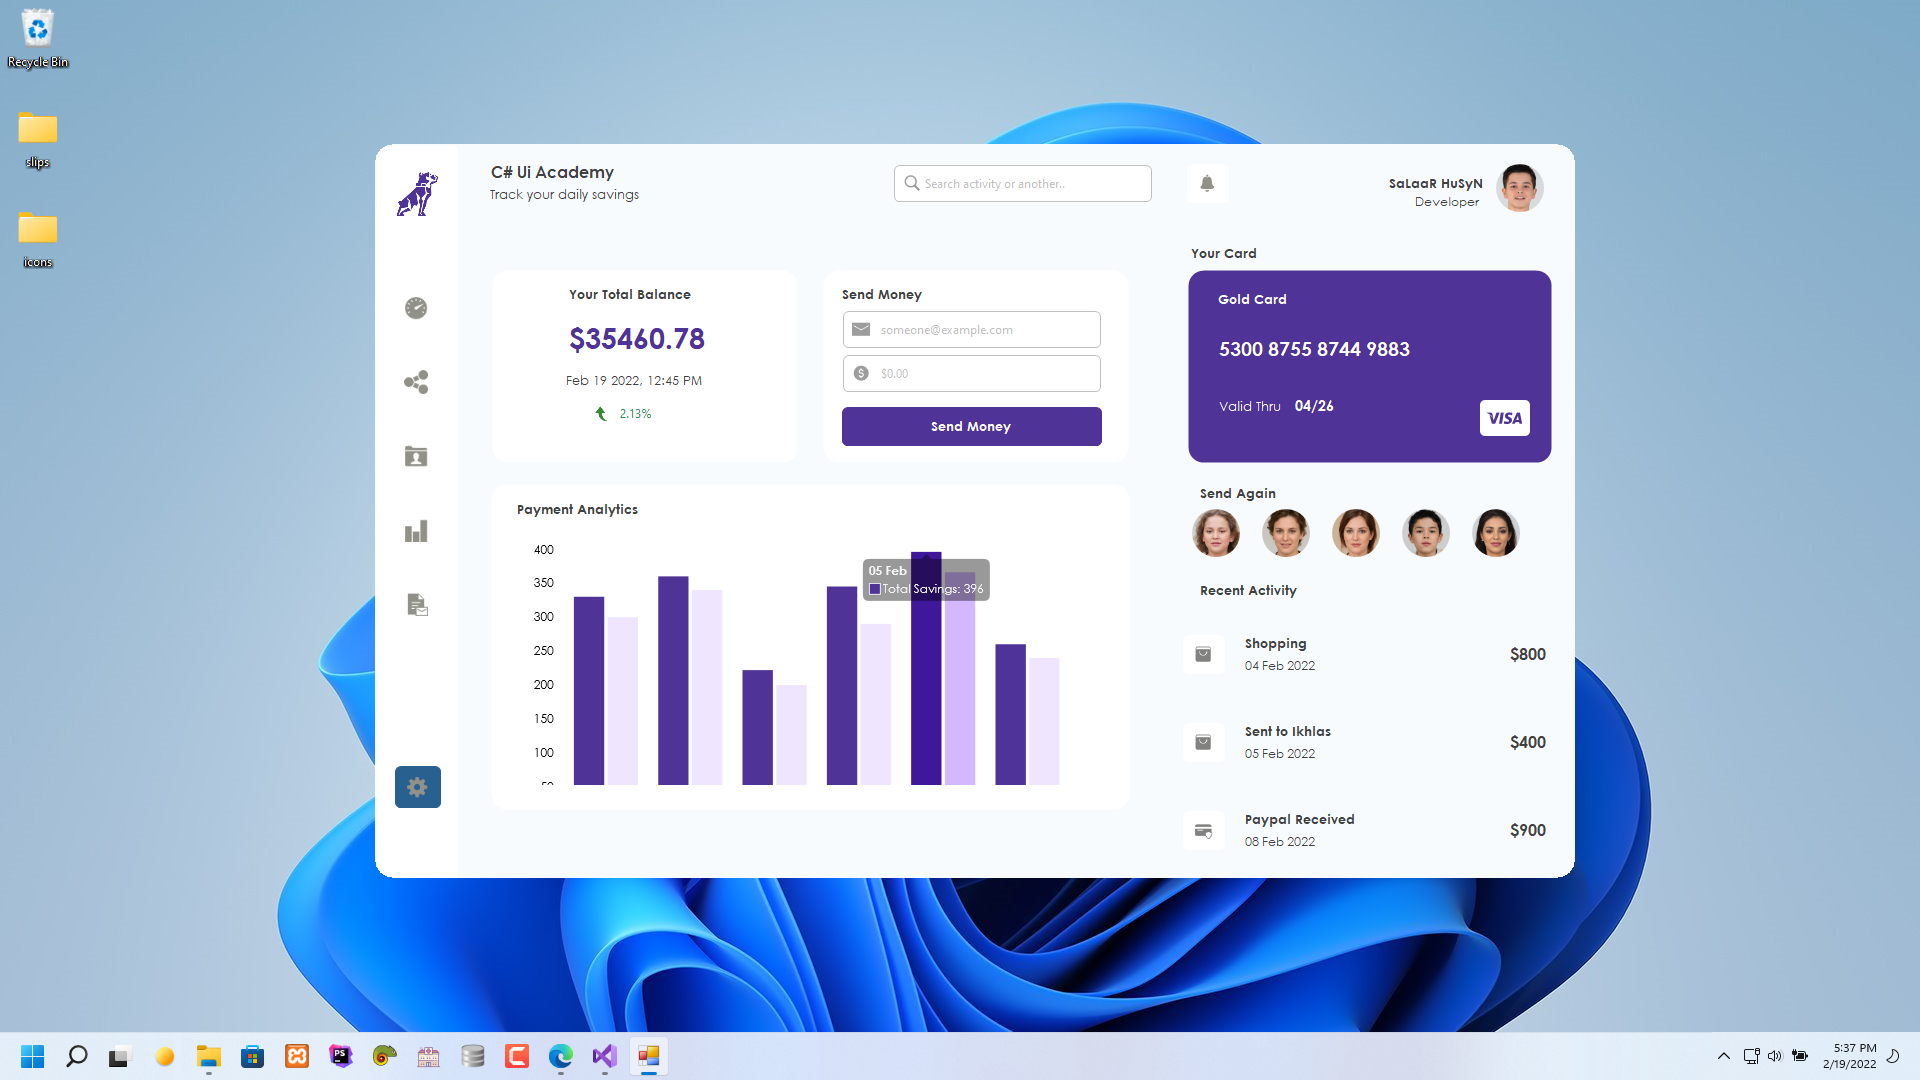 Recycle Bin
slips
icons
C# Ui Academy
Track your daily savings
Search activity or another..
SaLaaR HuSyN
Developer
Your Total Balance
$35460.78
Feb 19 2022, 12:45 PM
2.13%
Send Money
someone@example.com
$0.00
Send Money
Your Card
Gold Card
5300 8755 8744 9883
Valid Thru 04/26
VISA
Payment Analytics
400
350
300
250
200
150
100
50
05 Feb
Total Savings: 396
Send Again
Recent Activity
Shopping
04 Feb 2022
$800
Sent to Ikhlas
05 Feb 2022
$400
Paypal Received
08 Feb 2022
$900
PS
5:37 PM
2/19/2022